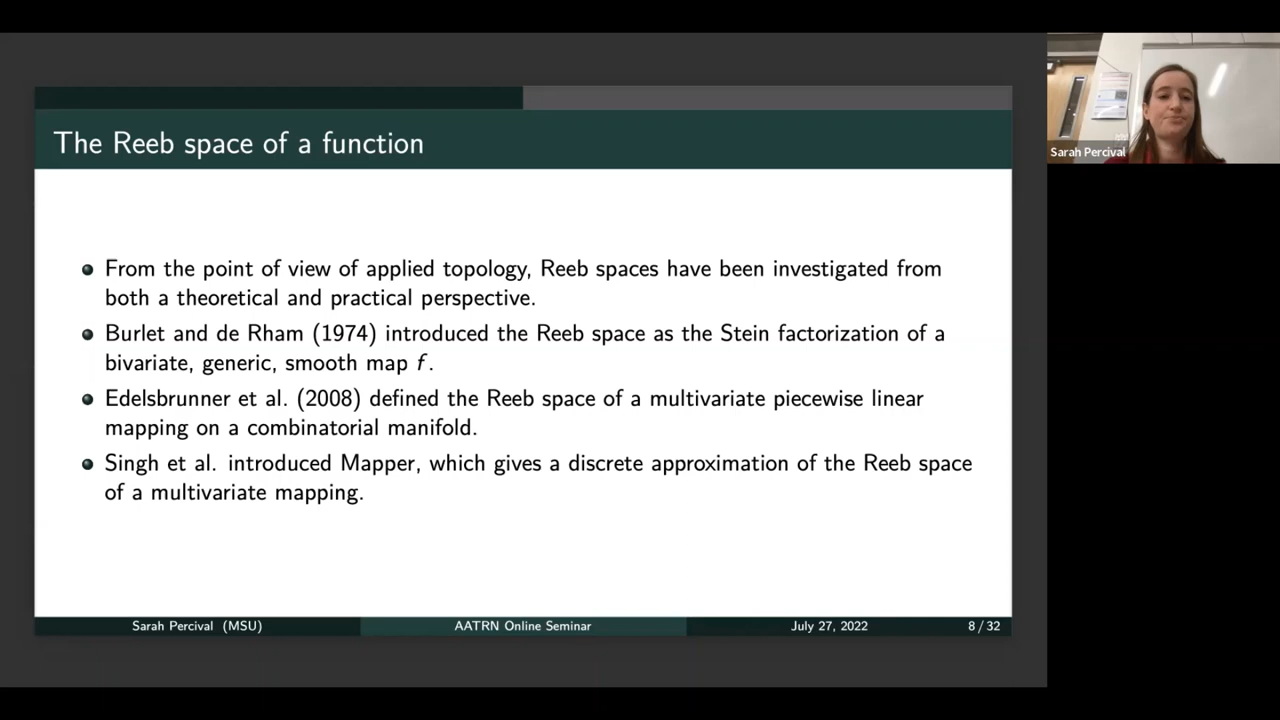 The Reeb space of a function
From the point of view of applied topology, Reeb spaces have been investigated from
both a theoretical and practical perspective.
Burlet and de Rham (1974) introduced the Reeb space as the Stein factorization of a
bivariate, generic, smooth map f.
Edelsbrunner et al. (2008) defined the Reeb space of a multivariate piecewise linear
mapping on a combinatorial manifold.
Singh et al. introduced Mapper, which gives a discrete approximation of the Reeb space
of a multivariate mapping.
Sarah Percival (MSU)
AATRN Online Seminar
July 27, 2022
8 / 32
Sarah Percival